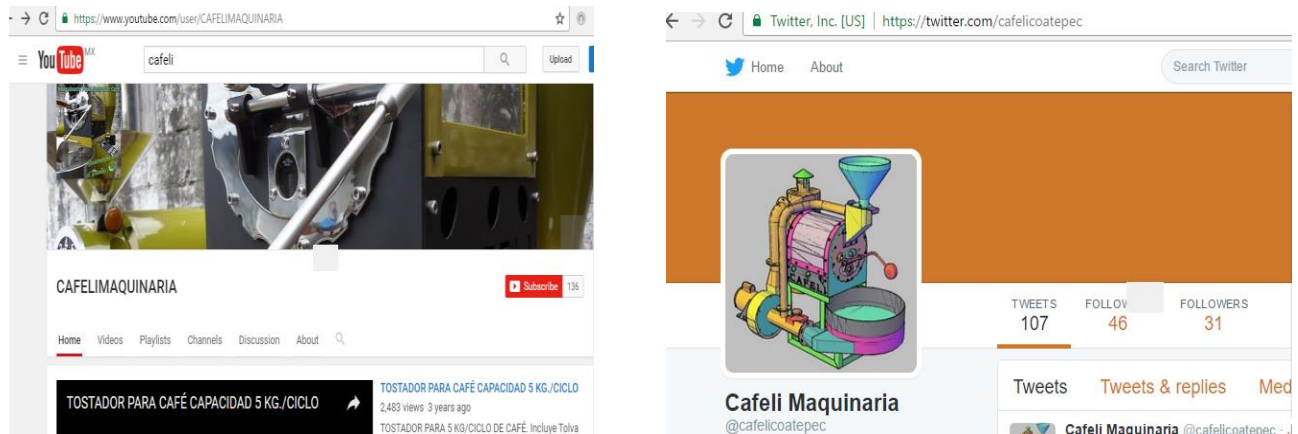 https://www.youtube.com/user/CAFELIMAQUINARIA
YouTube MX
cafeli
Upload
CAFELIMAQUINARIA
Subscribe 136
Home Videos Playlists Channels Discussion About
TOSTADOR PARA CAFÉ CAPACIDAD 5 KG./CICLO
TOSTADOR PARA CAFÉ CAPACIDAD 5 KG./CICLO
2,483 views 3 years ago
TOSTADOR PARA 5 KG/CICLO DE CAFÉ. Incluye Tolva
Twitter, Inc. [US] | https://twitter.com/cafelicoatepec
Home About
Search Twitter
CAFELI
TWEETS FOLLOW FOLLOWERS
107 46 31
Tweets Tweets & replies Med
Cafeli Maquinaria
@cafelicoatepec
Cafeli Maquinaria @cafelicoatepec · J